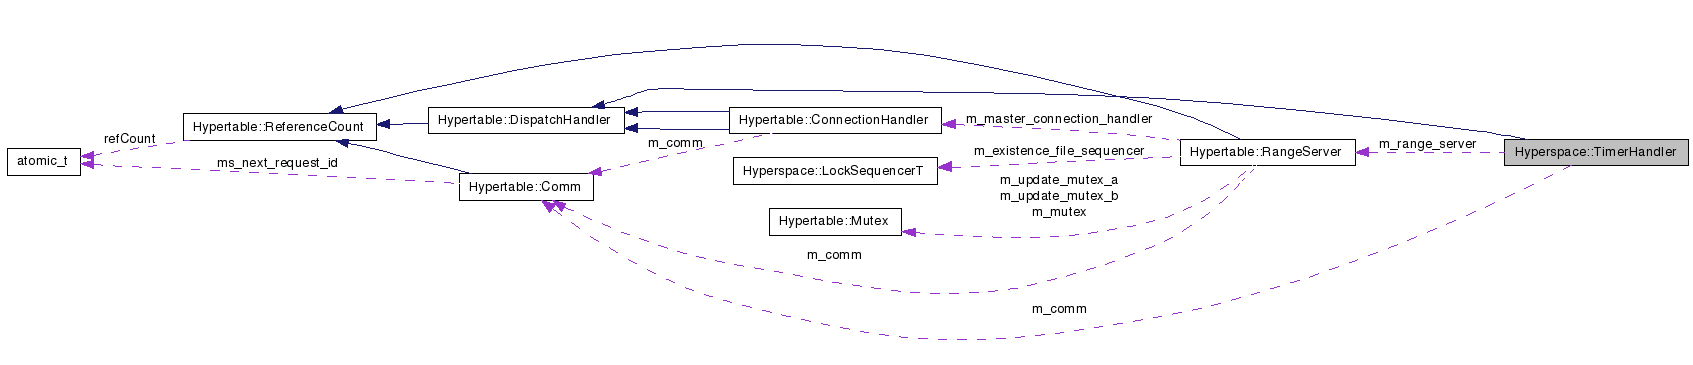 Hypertable::ReferenceCount
Hypertable::DispatchHandler
Hypertable::ConnectionHandler
m_master_connection_handler
refCount
m_comm
m_range_server
atomic_t
ms_next_request_id
m_existence_file_sequencer
Hypertable::RangeServer
Hyperspace::TimerHandler
Hyperspace::LockSequencerT
Hypertable::Comm
m_update_mutex_a
m_update_mutex_b
m_mutex
Hypertable::Mutex
m_comm
m_comm